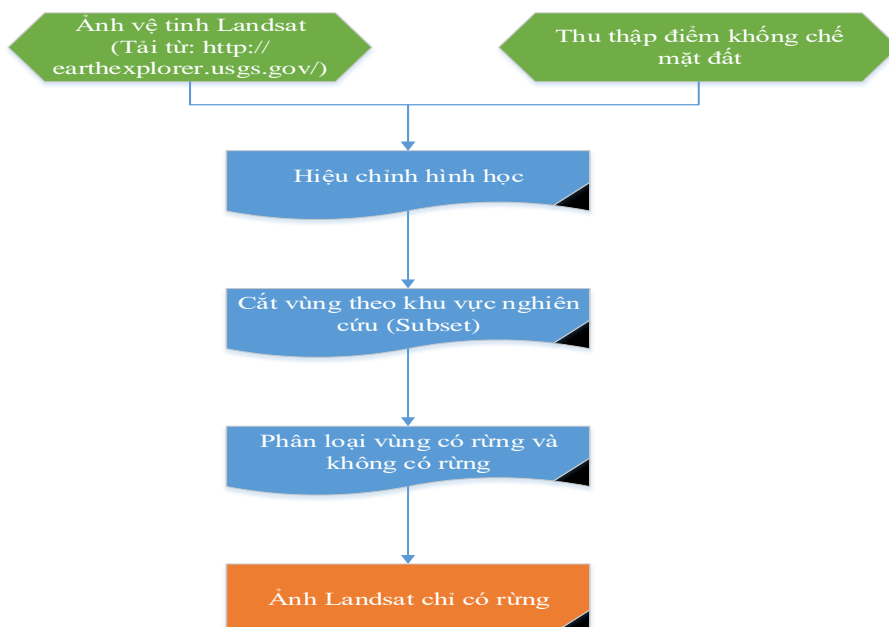 Ảnh vệ tinh Landsat
(Tải từ: http://
earthexplorer.usgs.gov/)
Thu thập điểm khống chế
mặt đất
Hiệu chỉnh hình học
Cắt vùng theo khu vực nghiên
cứu (Subset)
Phân loại vùng có rừng và
không có rừng
Ảnh Landsat chỉ có rừng